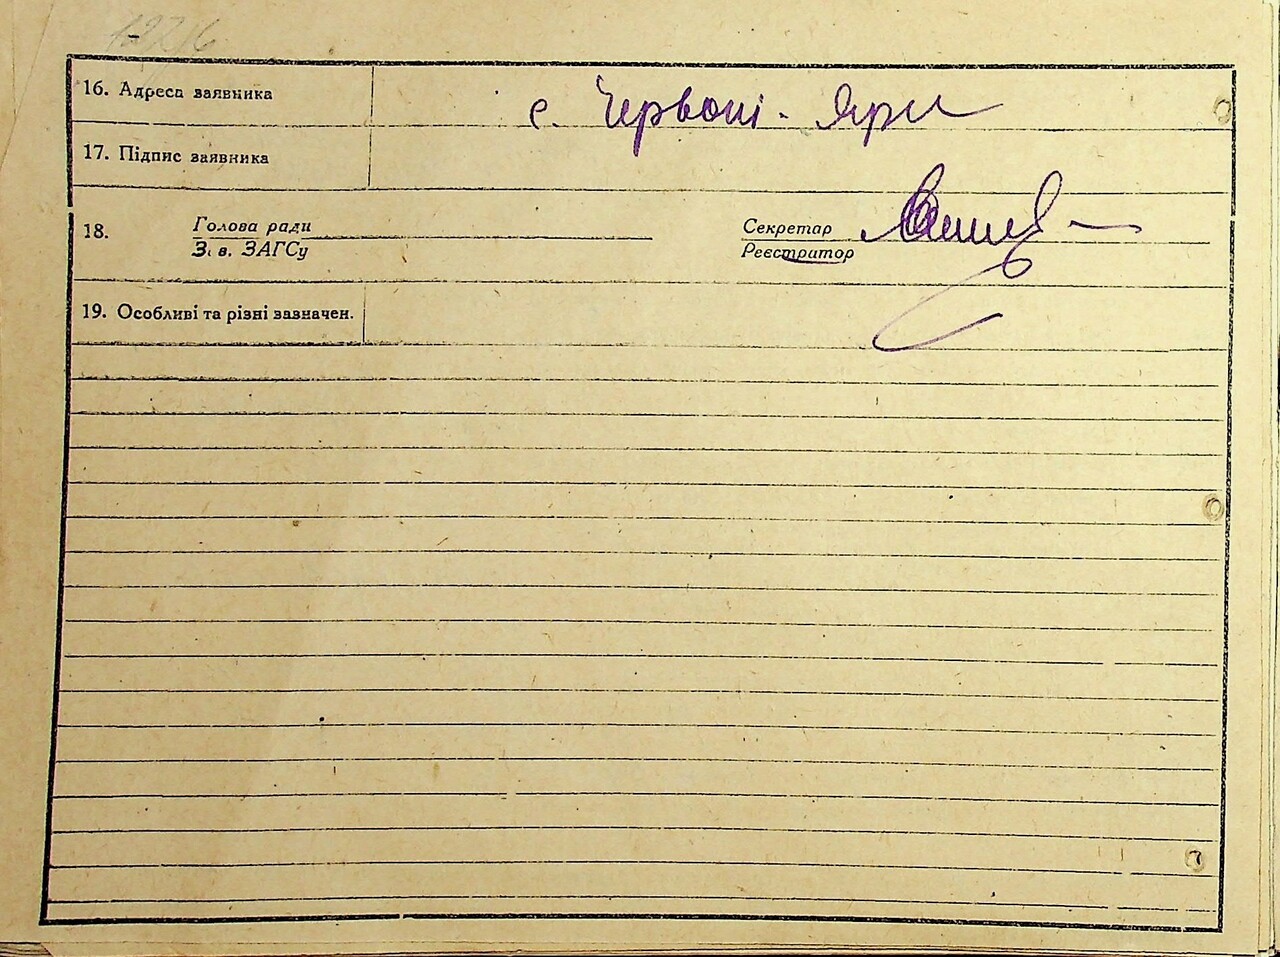 16. Адреса заявника с. Червоні-Яри
17. Підпис заявника
18. Голова ради Секретар
З. в. ЗАГСу Реєстратор
19. Особливі та різні зазначен.